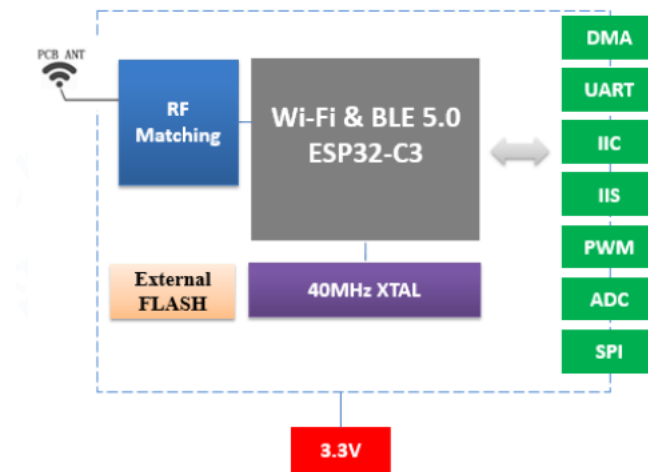 PCB ANT
RF
Matching
Wi-Fi & BLE 5.0
ESP32-C3
External
FLASH
40MHz XTAL
DMA
UART
IIC
IIS
PWM
ADC
SPI
3.3V